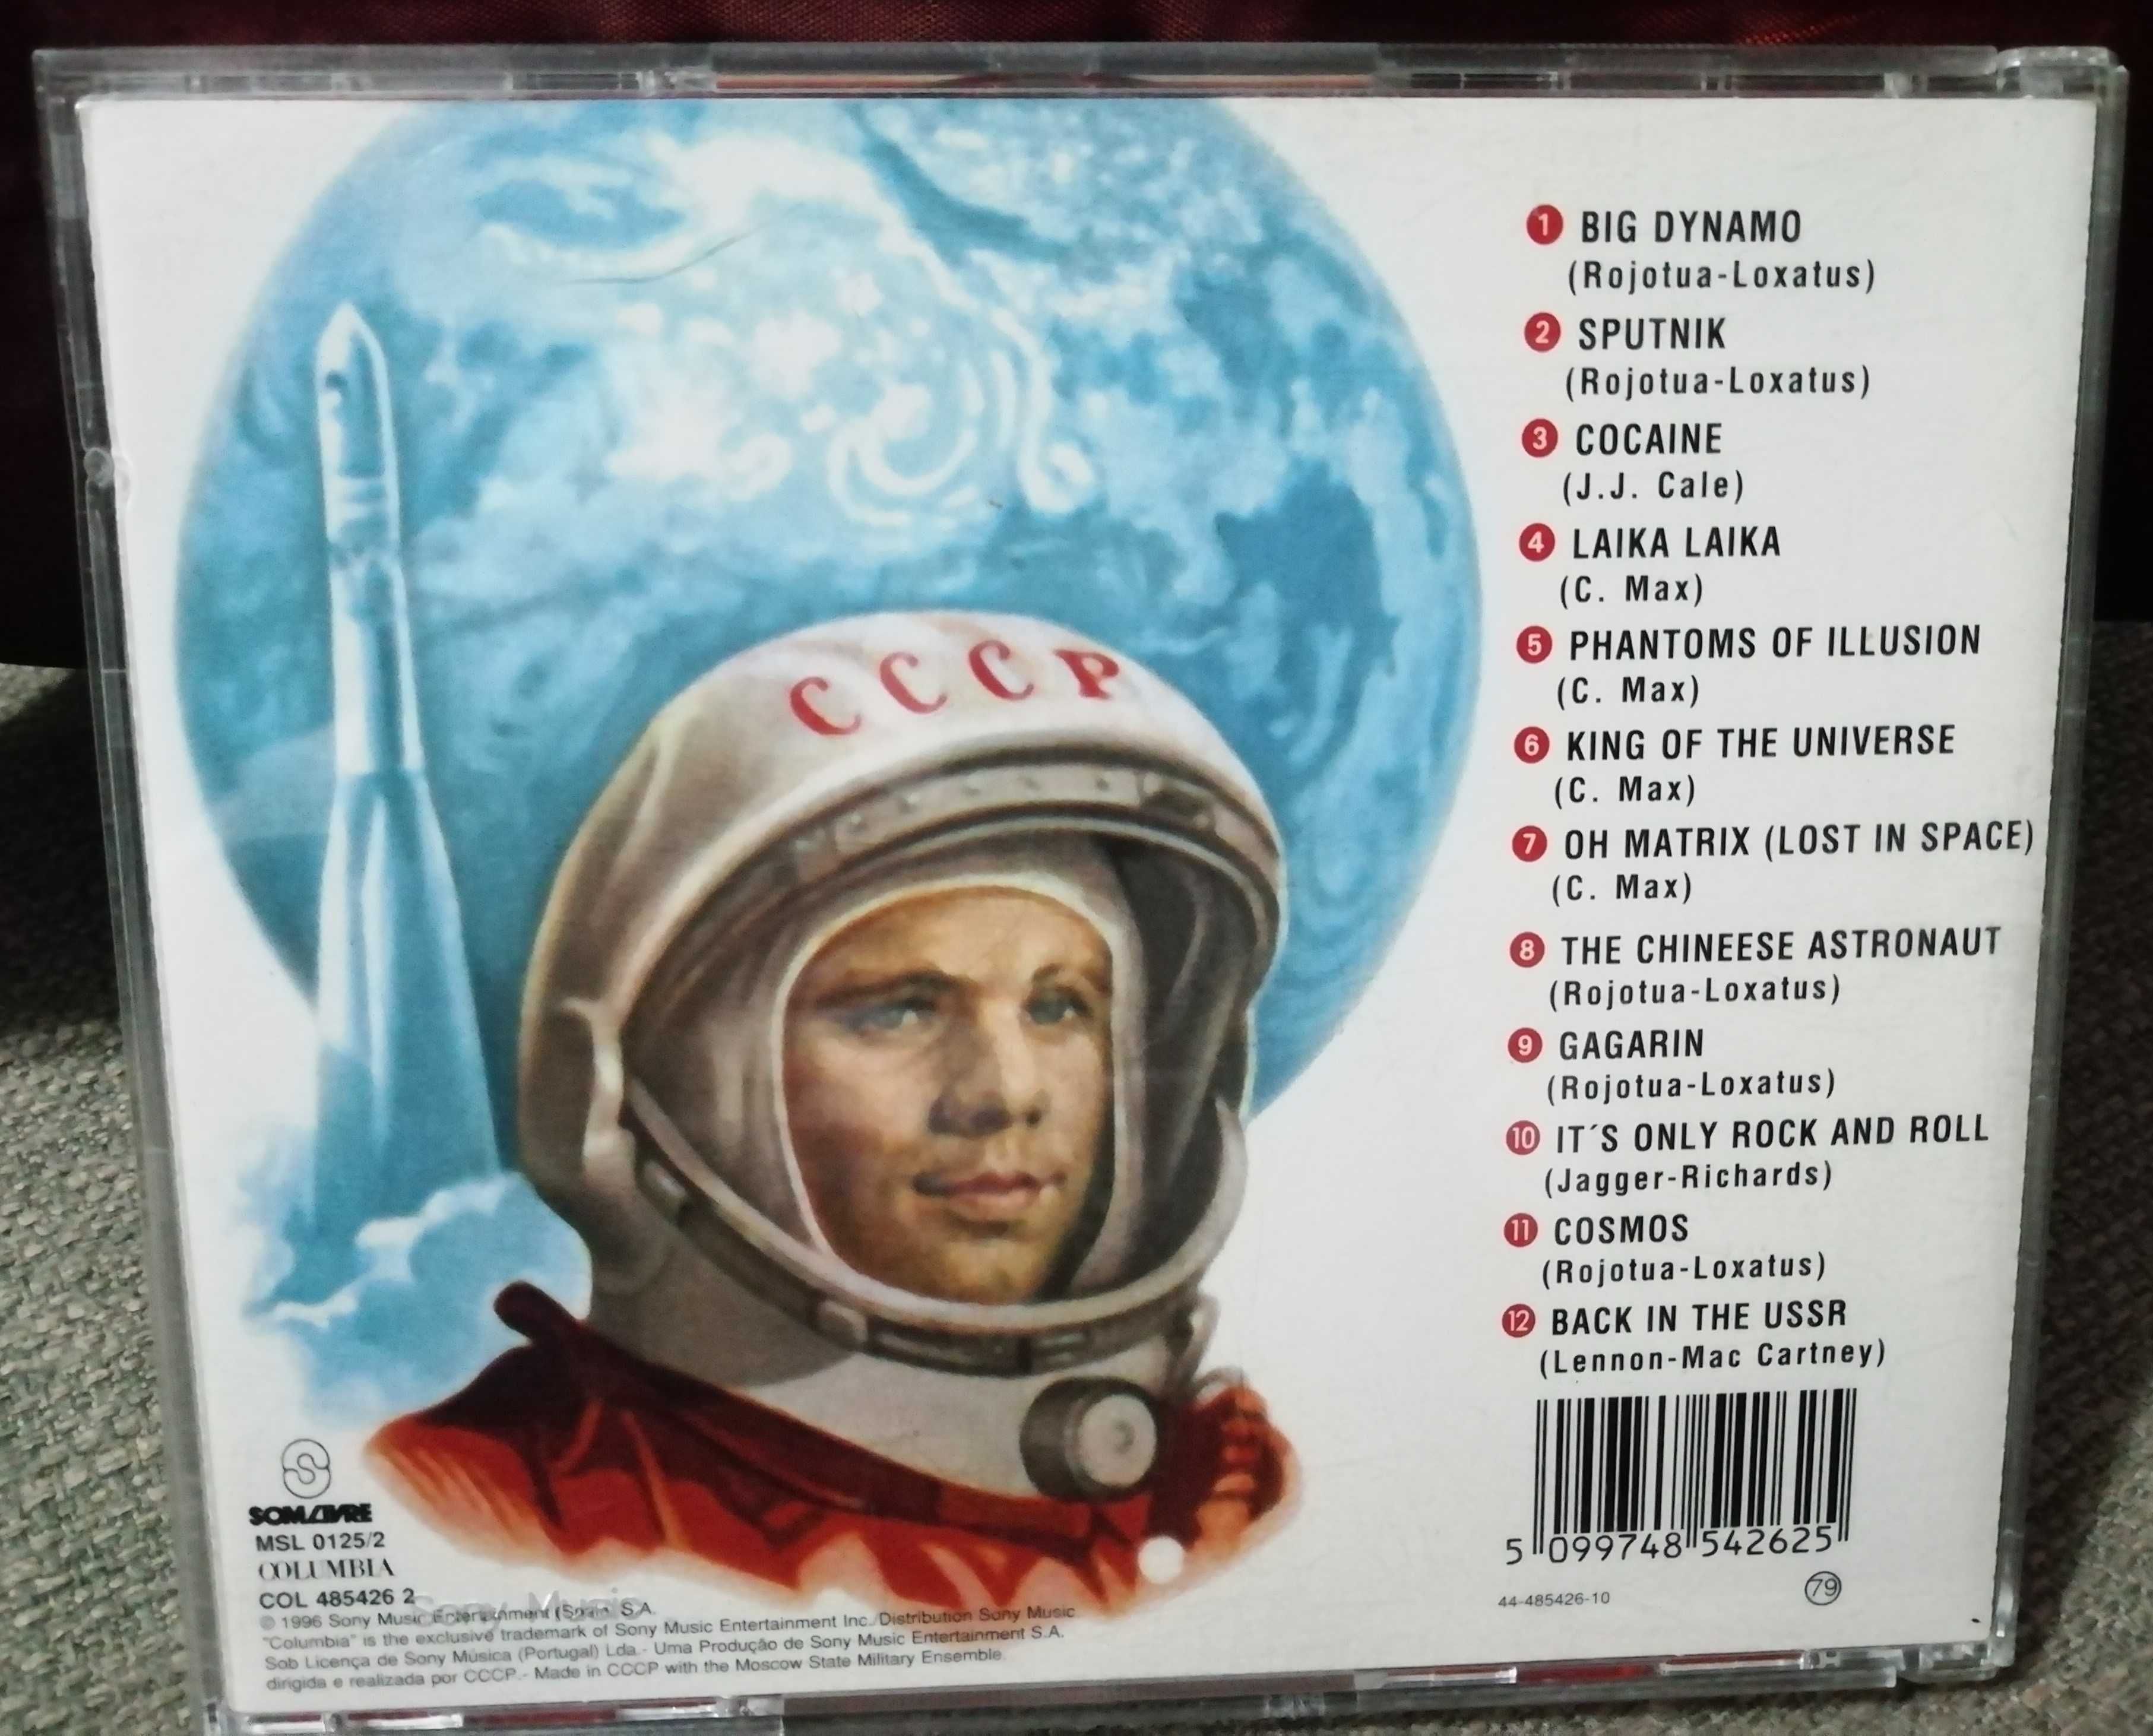 CCCP
1 BIG DYNAMO
(Rojotua-Loxatus)
2 SPUTNIK
(Rojotua-Loxatus)
3 COCAINE
(J.J. Cale)
4 LAIKA LAIKA
(C. Max)
5 PHANTOMS OF ILLUSION
(C. Max)
6 KING OF THE UNIVERSE
(C. Max)
7 OH MATRIX (LOST IN SPACE)
(C. Max)
8 THE CHINEESE ASTRONAUT
(Rojotua-Loxatus)
9 GAGARIN
(Rojotua-Loxatus)
10 IT´S ONLY ROCK AND ROLL
(Jagger-Richards)
11 COSMOS
(Rojotua-Loxatus)
12 BACK IN THE USSR
(Lennon-Mac Cartney)
5 099748 542625
44-485426-10
79
SOM LIVRE
MSL 0125/2
COLUMBIA
COL 485426 2
Sony Music
© 1996 Sony Music Entertainment (Spain) S.A.
"Columbia" is the exclusive trademark of Sony Music Entertainment Inc. Distribution Sony Music
Sob Licença de Sony Música (Portugal) Lda.- Uma Produção de Sony Music Entertainment S.A.
dirigida e realizada por CCCP.- Made in CCCP with the Moscow State Military Ensemble.